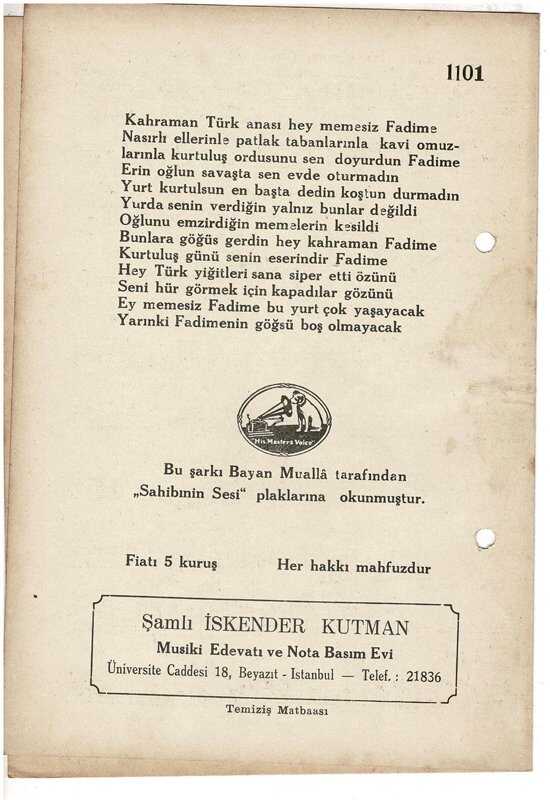 1101
Kahraman Türk anası hey memesiz Fadime
Nasırlı ellerinle patlak tabanlarınla kavi omuz-
larınla kurtuluş ordusunu sen doyurdun Fadime
Erin oğlun savaşta sen evde oturmadın
Yurt kurtulsun en başta dedin koştun durmadın
Yurda senin verdiğin yalnız bunlar değildi
Oğlunu emzirdiğin memelerin kesildi
Bunlara göğüs gerdin hey kahraman Fadime
Kurtuluş günü senin eserindir Fadime
Hey Türk yiğitleri sana siper etti özünü
Seni hür görmek için kapadılar gözünü
Ey memesiz Fadime bu yurt çok yaşayacak
Yarınki Fadimenin göğsü boş olmayacak
"His Masters Voice"
Bu şarkı Bayan Muallâ tarafından
„Sahibinin Sesi“ plaklarına okunmuştur.
Fiatı 5 kuruş Her hakkı mahfuzdur
Şamlı İSKENDER KUTMAN
Musiki Edevatı ve Nota Basım Evi
Üniversite Caddesi 18, Beyazıt - Istanbul — Telef. : 21836
Temiziş Matbaası